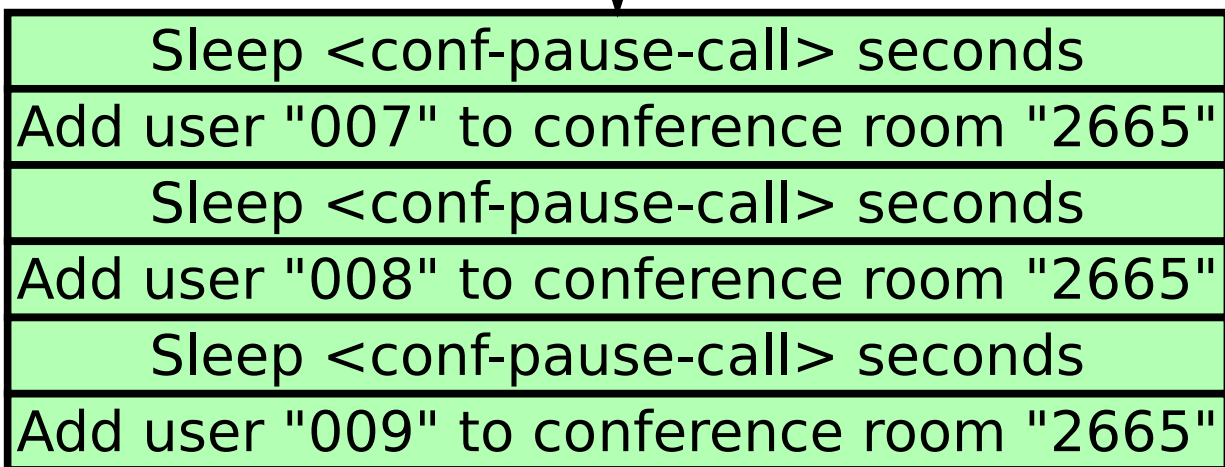 Sleep <conf-pause-call> seconds
Add user "007" to conference room "2665"
Sleep <conf-pause-call> seconds
Add user "008" to conference room "2665"
Sleep <conf-pause-call> seconds
Add user "009" to conference room "2665"